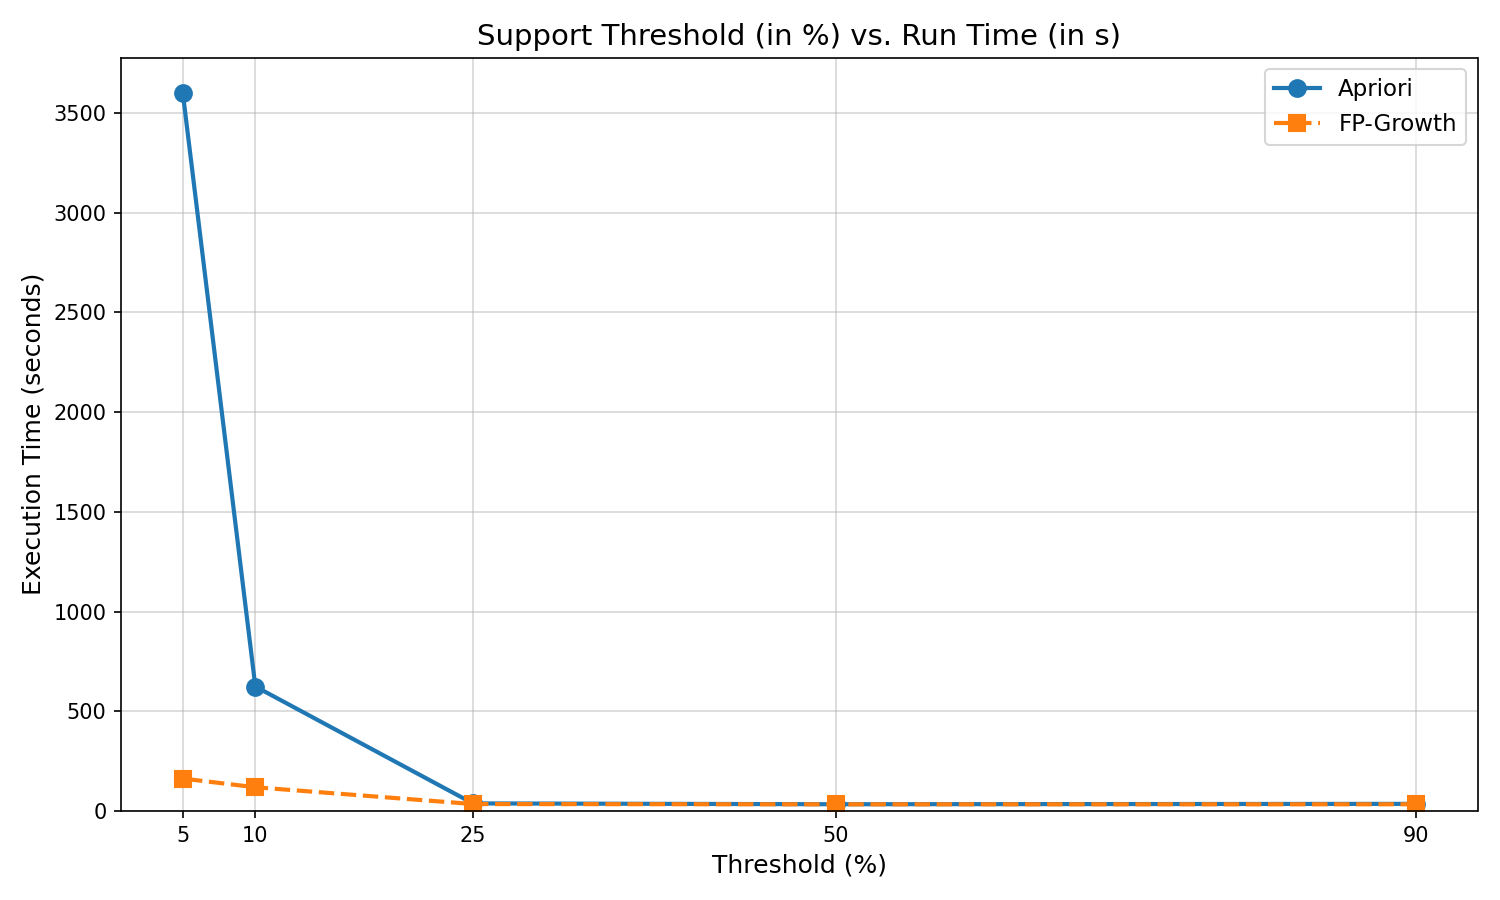 Support Threshold (in %) vs. Run Time (in s)
Apriori
FP-Growth
3500
3000
2500
2000
1500
1000
500
0
Execution Time (seconds)
5 10 25 50 90
Threshold (%)